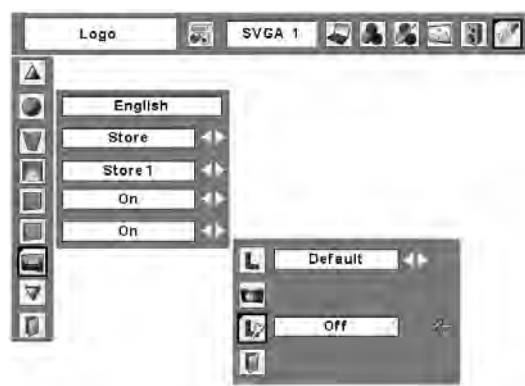 Logo
SVGA 1
English
Store
Store 1
On
On
Default
Off